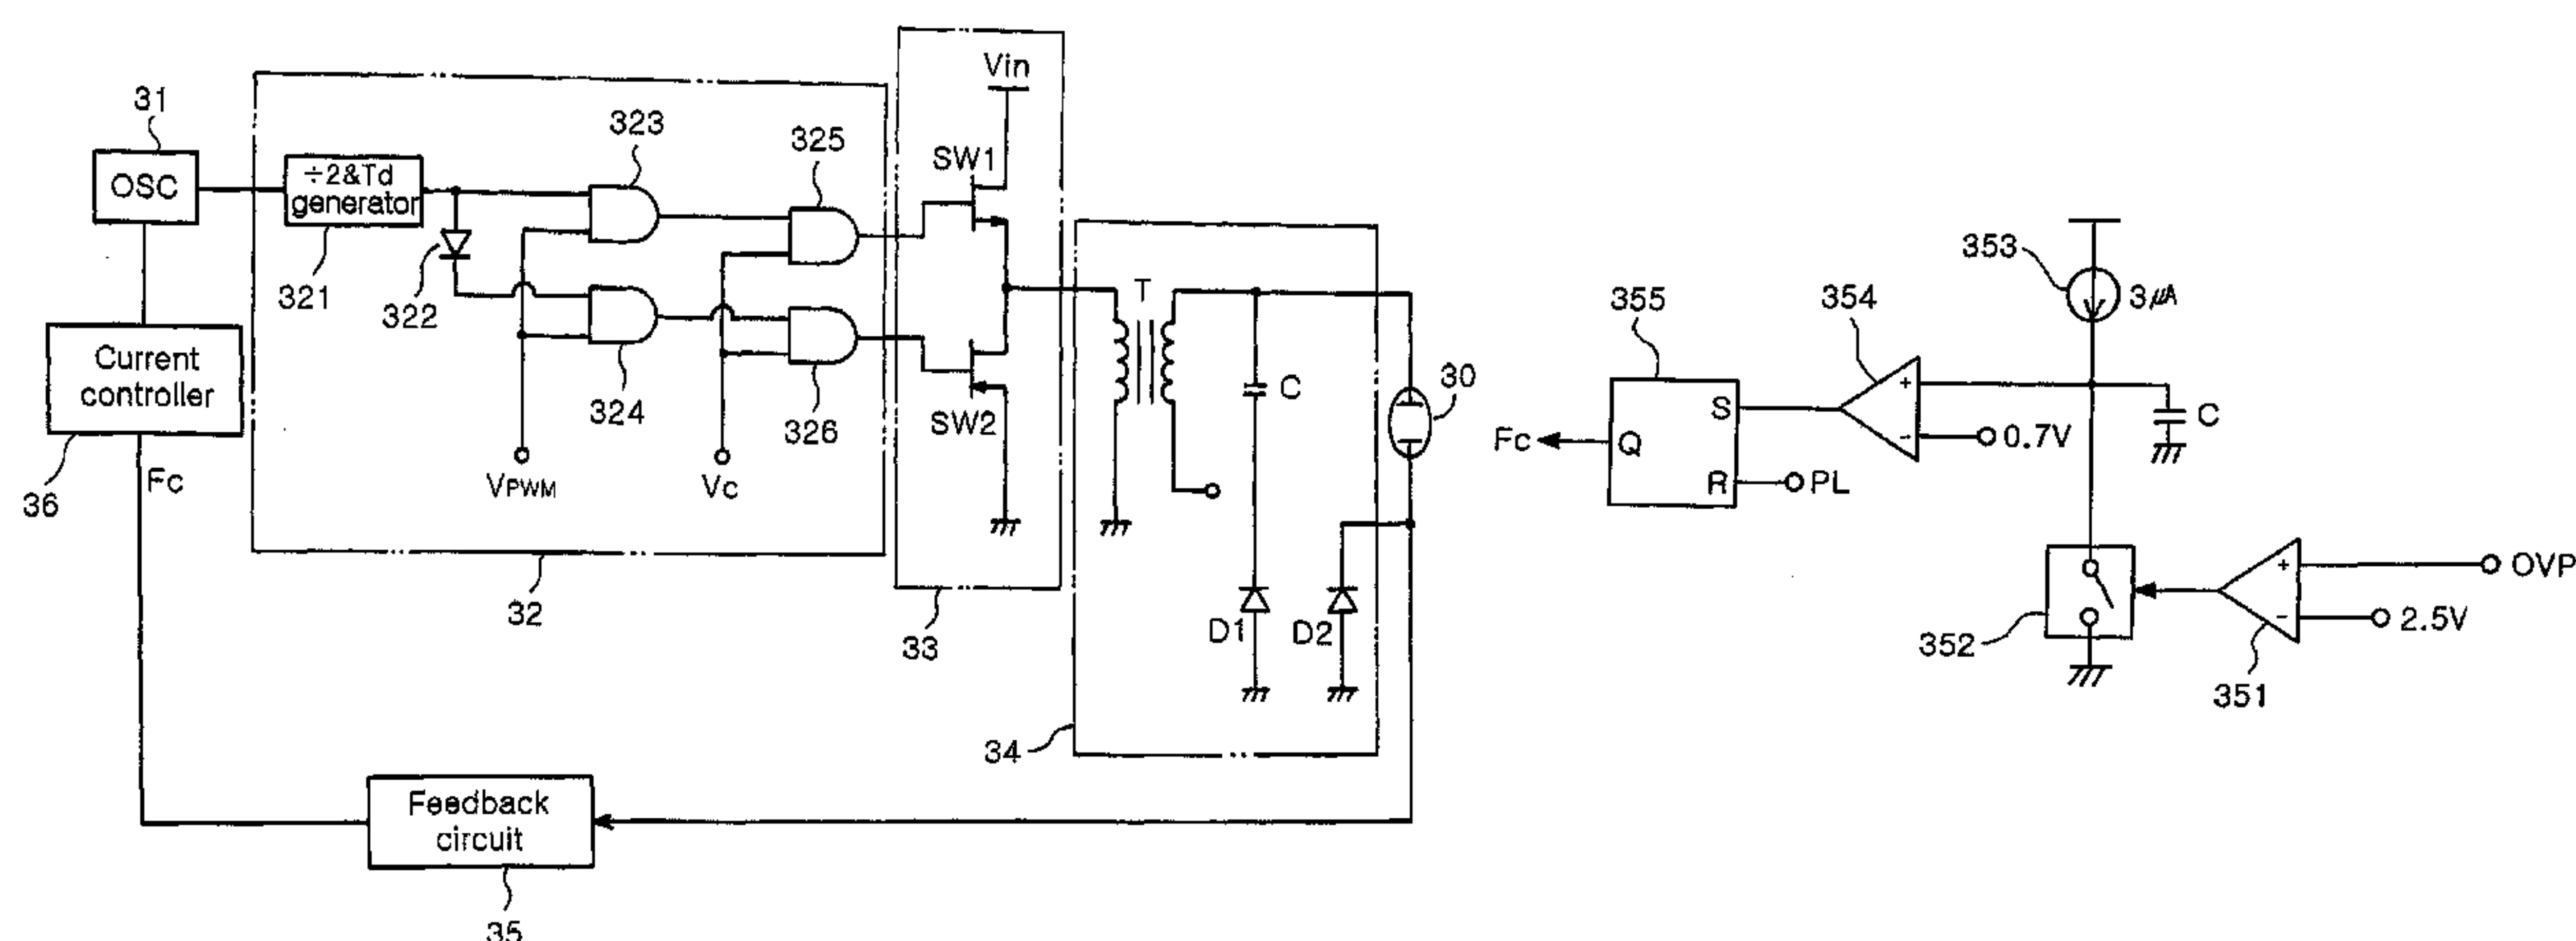 31
OSC
Current
controller
36
Fc
÷2&Td
generator
321
322
323
324
325
326
VPWM
Vc
32
Vin
SW1
SW2
33
T
C
D1
D2
34
30
Feedback
circuit
35
Fc
355
S
Q
R
PL
354
+
-
0.7V
353
3μA
C
352
351
+
-
OVP
2.5V